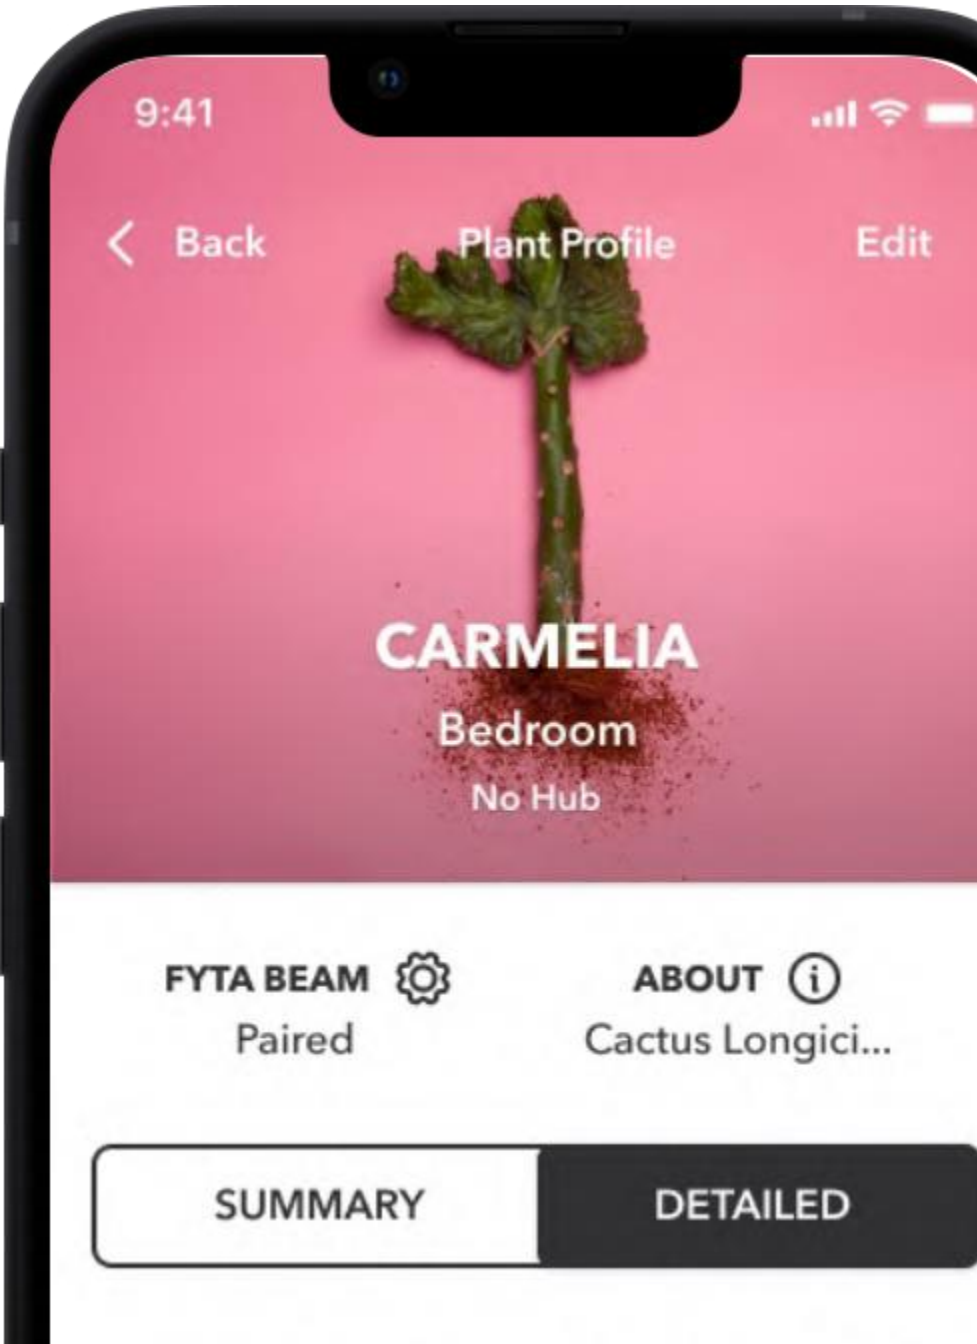 9:41
Back Plant Profile Edit
CARMELIA
Bedroom
No Hub
FYTA BEAM ABOUT
Paired Cactus Longici...
SUMMARY DETAILED